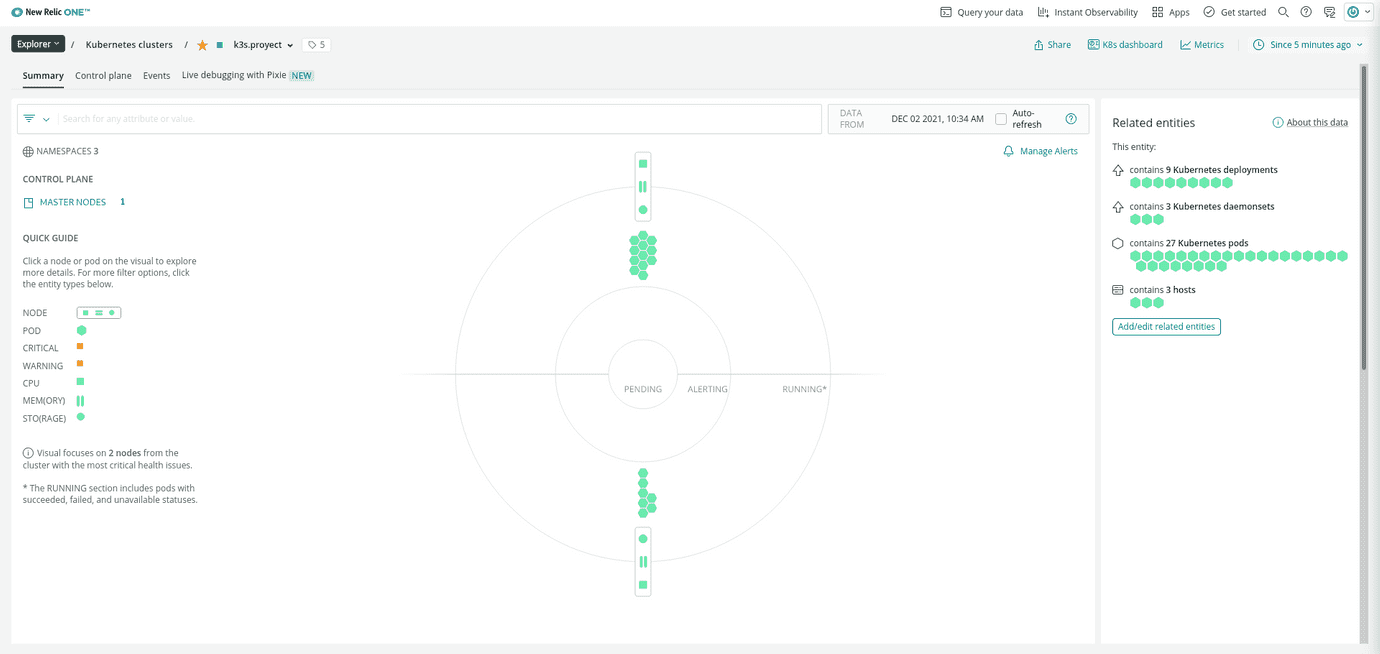 New Relic ONE™
Query your data
Instant Observability
Apps
Get started
Explorer / Kubernetes clusters / k3s.proyect 5
Share
K8s dashboard
Metrics
Since 5 minutes ago
Summary
Control plane
Events
Live debugging with Pixie NEW
Search for any attribute or value.
DATA
FROM
DEC 02 2021, 10:34 AM
Auto-
refresh
NAMESPACES 3
Manage Alerts
CONTROL PLANE
MASTER NODES 1
QUICK GUIDE
Click a node or pod on the visual to explore
more details. For more filter options, click
the entity types below.
NODE
POD
CRITICAL
WARNING
CPU
MEM(ORY)
STO(RAGE)
Visual focuses on 2 nodes from the
cluster with the most critical health issues.
* The RUNNING section includes pods with
succeeded, failed, and unavailable statuses.
PENDING
ALERTING
RUNNING*
Related entities
About this data
This entity:
contains 9 Kubernetes deployments
contains 3 Kubernetes daemonsets
contains 27 Kubernetes pods
contains 3 hosts
Add/edit related entities